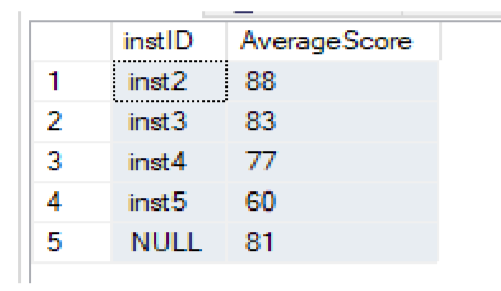 instID AverageScore
1 inst2 88
2 inst3 83
3 inst4 77
4 inst5 60
5 NULL 81